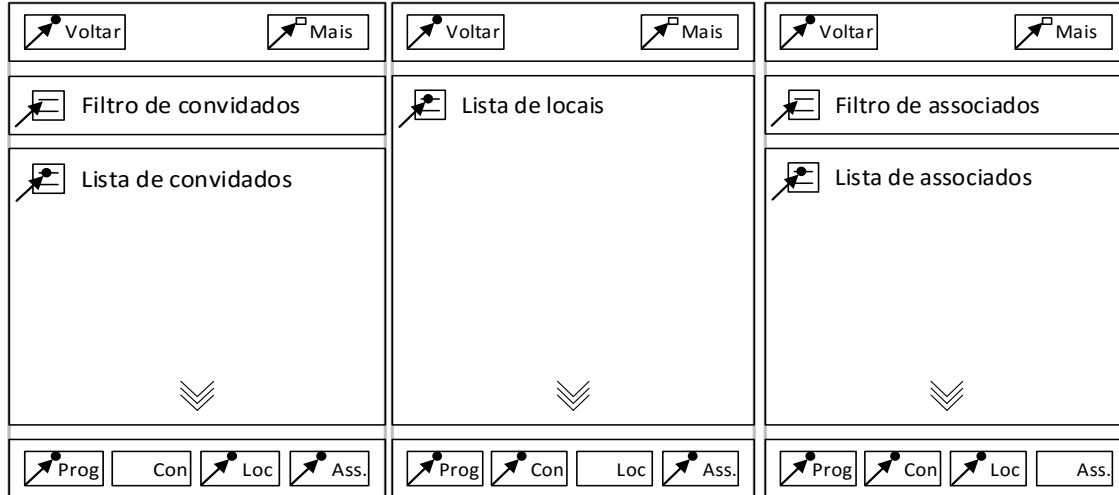 Voltar Mais
Filtro de convidados
Lista de convidados
Prog Con Loc Ass.
Voltar Mais
Lista de locais
Prog Con Loc Ass.
Voltar Mais
Filtro de associados
Lista de associados
Prog Con Loc Ass.